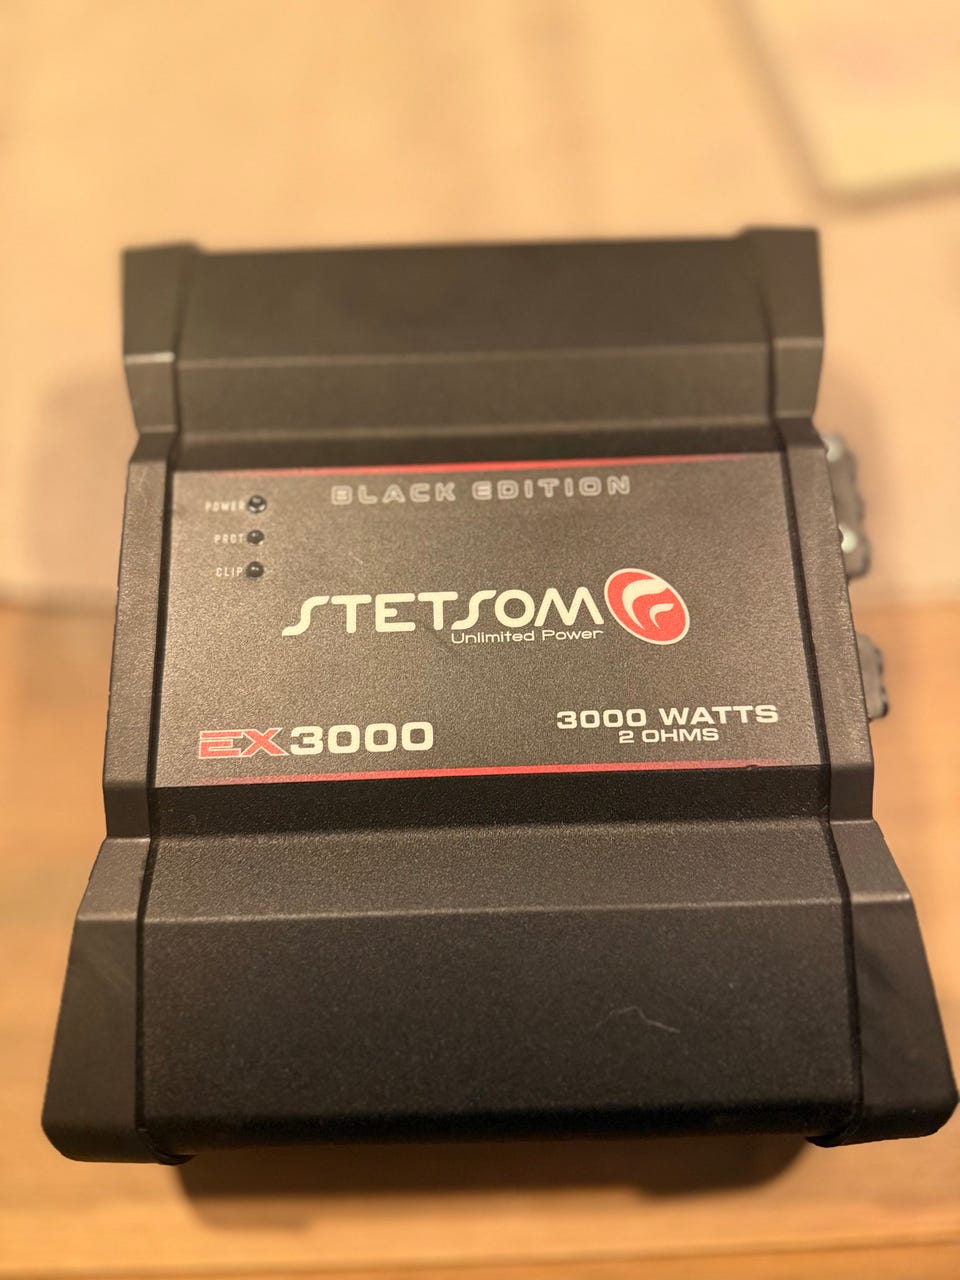 BLACK EDITION
POWER
PROT
CLIP
STETSOM
Unlimited Power
EX3000
3000 WATTS
2 OHMS